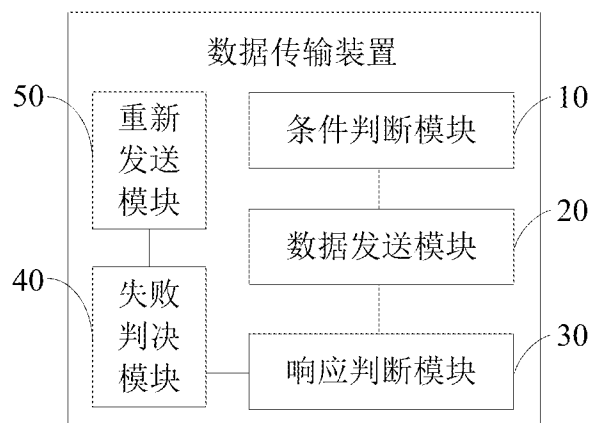 数据传输装置
50
重新
发送
模块
条件判断模块
10
数据发送模块
20
40
失败
判决
模块
响应判断模块
30